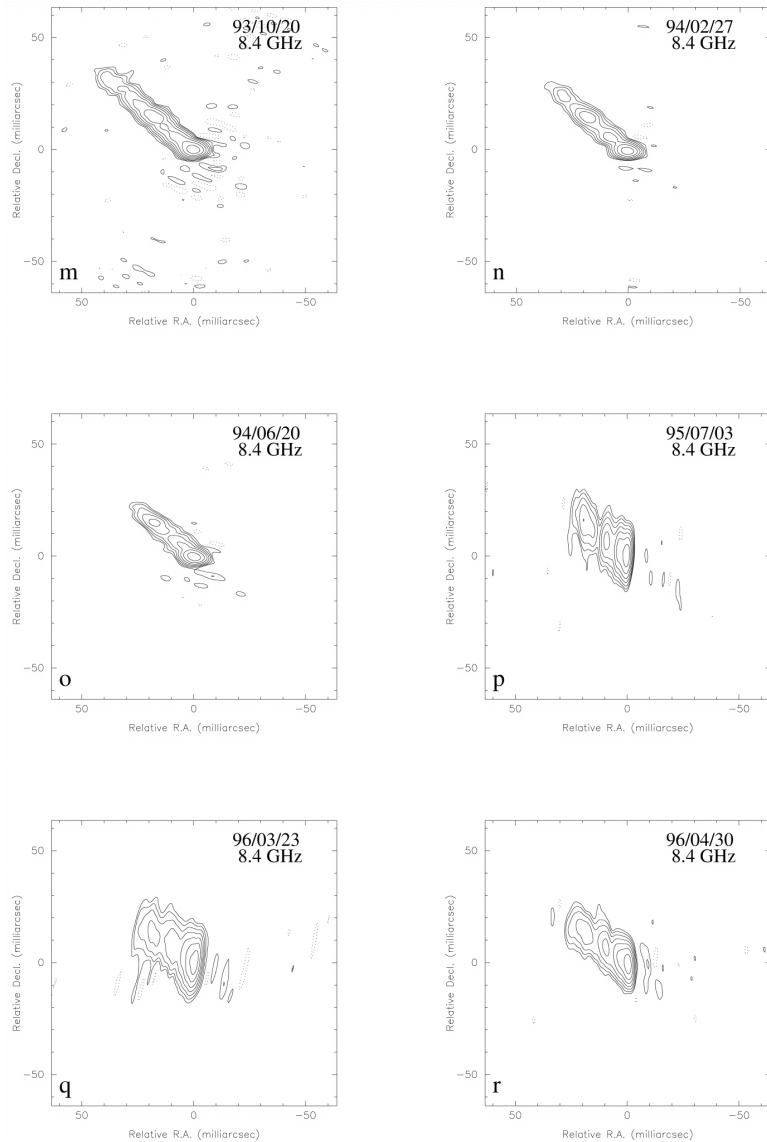 93/10/20
8.4 GHz
50
0
−50
Relative Decl. (milliarcsec)
m
50
0
−50
Relative R.A. (milliarcsec)
94/02/27
8.4 GHz
50
0
−50
Relative Decl. (milliarcsec)
n
50
0
−50
Relative R.A. (milliarcsec)
94/06/20
8.4 GHz
50
0
−50
Relative Decl. (milliarcsec)
o
50
0
−50
Relative R.A. (milliarcsec)
95/07/03
8.4 GHz
50
0
−50
Relative Decl. (milliarcsec)
p
50
0
−50
Relative R.A. (milliarcsec)
96/03/23
8.4 GHz
50
0
−50
Relative Decl. (milliarcsec)
q
50
0
−50
Relative R.A. (milliarcsec)
96/04/30
8.4 GHz
50
0
−50
Relative Decl. (milliarcsec)
r
50
0
−50
Relative R.A. (milliarcsec)